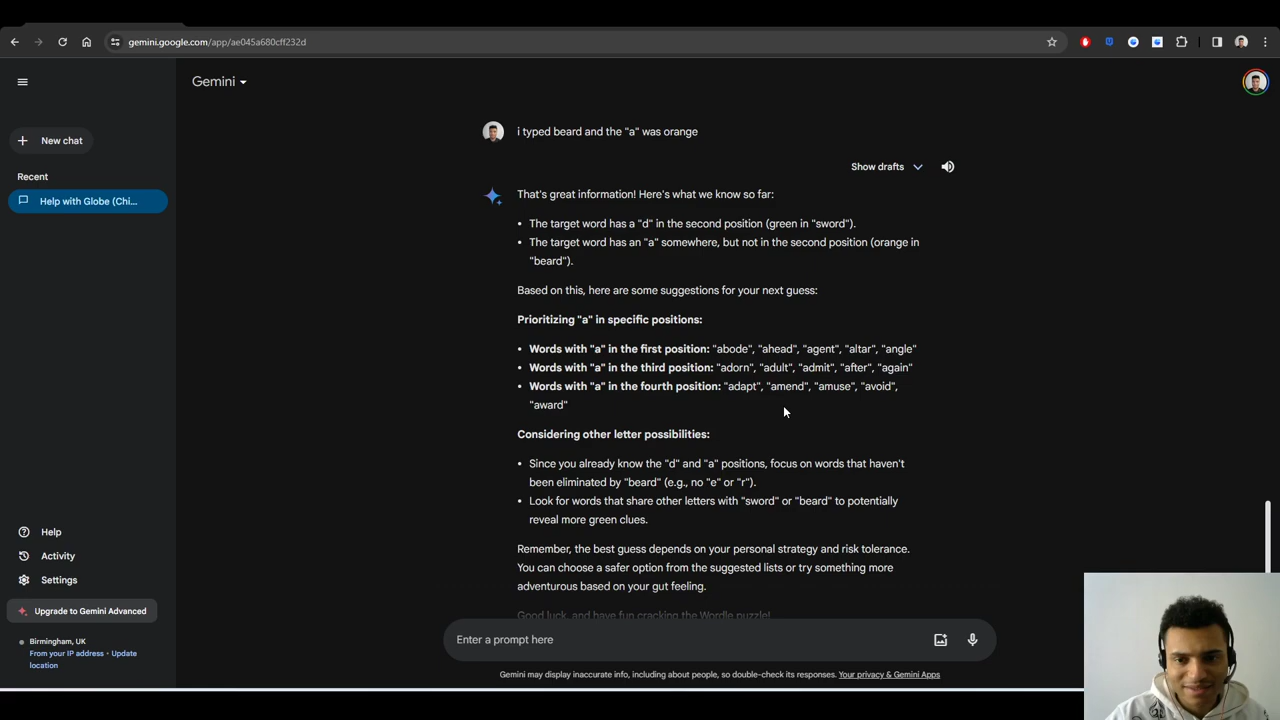 gemini.google.com/app/ae045a680cff232d
Gemini
New chat
Recent
Help with Globe (Chi...
i typed beard and the "a" was orange
Show drafts
That's great information! Here's what we know so far:
• The target word has a "d" in the second position (green in "sword").
• The target word has an "a" somewhere, but not in the second position (orange in
"beard").
Based on this, here are some suggestions for your next guess:
Prioritizing "a" in specific positions:
• Words with "a" in the first position: "abode", "ahead", "agent", "altar", "angle"
• Words with "a" in the third position: "adorn", "adult", "admit", "after", "again"
• Words with "a" in the fourth position: "adapt", "amend", "amuse", "avoid",
"award"
Considering other letter possibilities:
• Since you already know the "d" and "a" positions, focus on words that haven't
been eliminated by "beard" (e.g., no "e" or "r").
• Look for words that share other letters with "sword" or "beard" to potentially
reveal more green clues.
Remember, the best guess depends on your personal strategy and risk tolerance.
You can choose a safer option from the suggested lists or try something more
adventurous based on your gut feeling.
Good luck, and have fun cracking the Wordle puzzle!
Help
Activity
Settings
Upgrade to Gemini Advanced
Birmingham, UK
From your IP address • Update
location
Enter a prompt here
Gemini may display inaccurate info, including about people, so double-check its responses. Your privacy & Gemini Apps